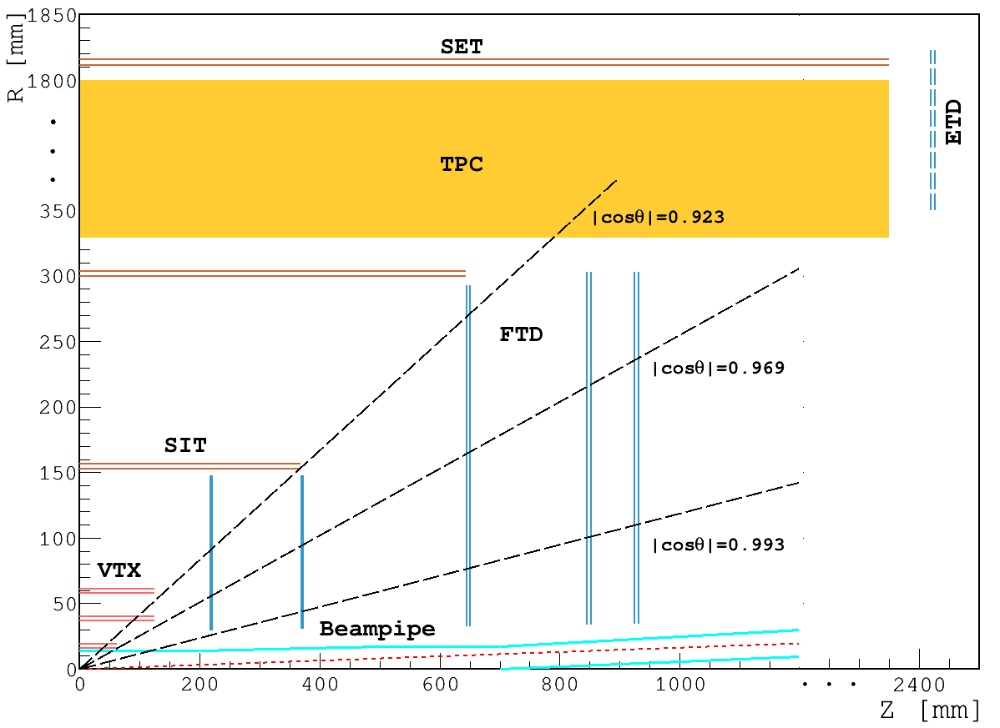 R [mm]
1850
SET
1800
ETD
TPC
350
|cosθ|=0.923
300
FTD
250
|cosθ|=0.969
200
SIT
150
100
|cosθ|=0.993
VTX
50
Beampipe
0
0 200 400 600 800 1000 2400
Z [mm]